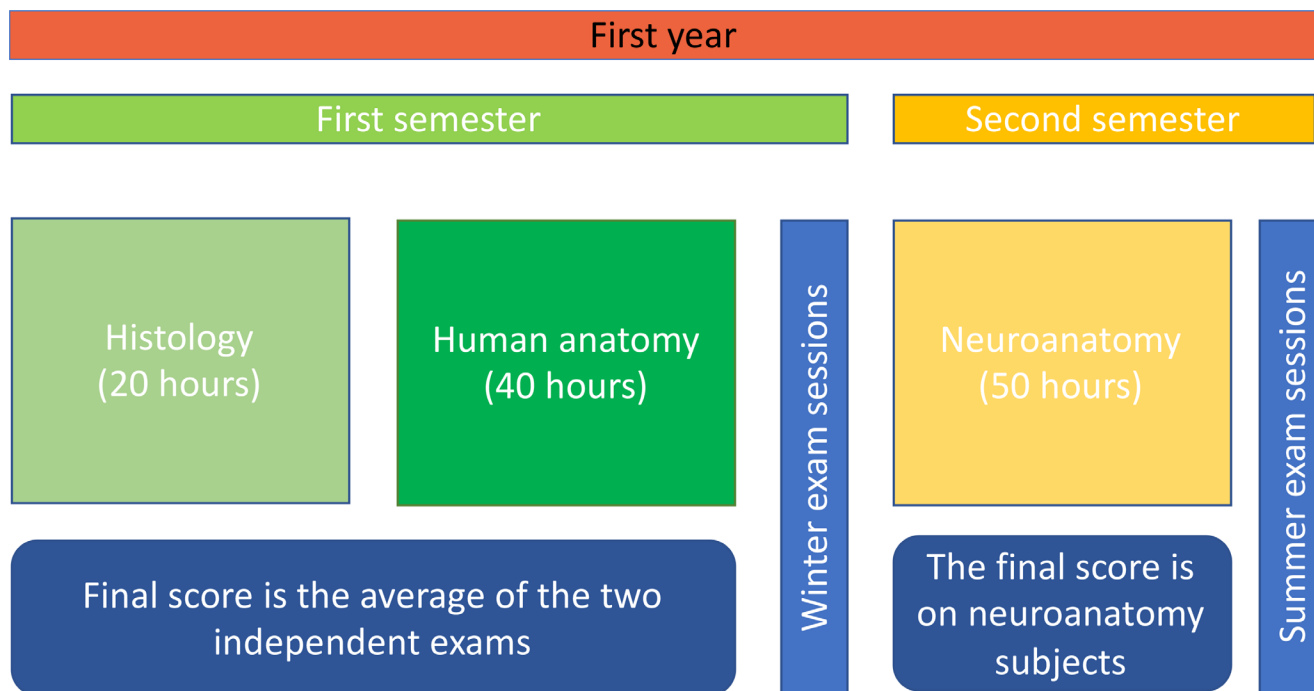 First year
First semester
Second semester
Histology
(20 hours)
Human anatomy
(40 hours)
Winter exam sessions
Neuroanatomy
(50 hours)
Summer exam sessions
Final score is the average of the two
independent exams
The final score is
on neuroanatomy
subjects